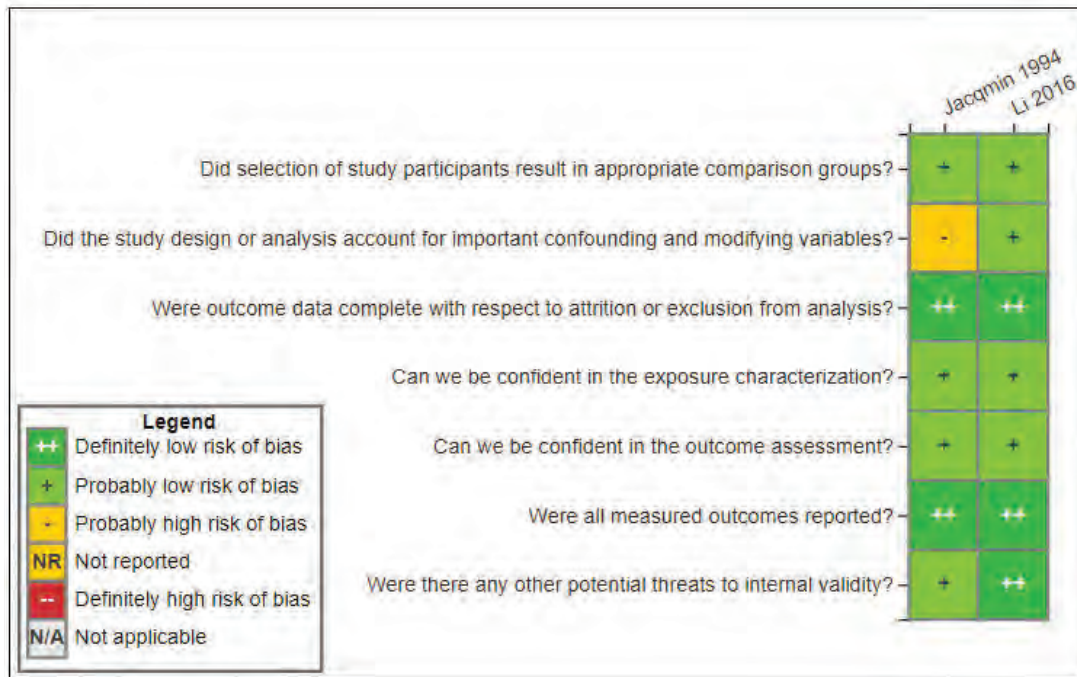 Jacqmin 1994
Li 2016
Did selection of study participants result in appropriate comparison groups? + +
Did the study design or analysis account for important confounding and modifying variables? - +
Were outcome data complete with respect to attrition or exclusion from analysis? ++ ++
Can we be confident in the exposure characterization? + +
Can we be confident in the outcome assessment? + +
Were all measured outcomes reported? ++ ++
Were there any other potential threats to internal validity? + ++
Legend
++ Definitely low risk of bias
+ Probably low risk of bias
- Probably high risk of bias
NR Not reported
-- Definitely high risk of bias
N/A Not applicable